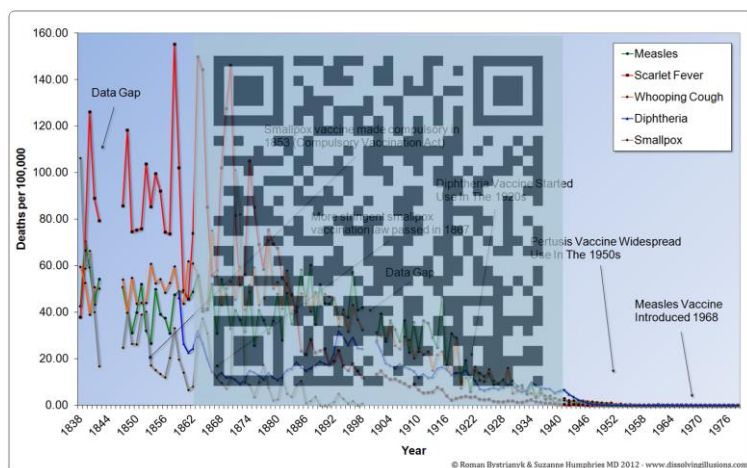 160.00
140.00
120.00
100.00
80.00
60.00
40.00
20.00
0.00
Deaths per 100,000
Data Gap
Smallpox vaccine made compulsory in
1853 (Compulsory Vaccination Act)
More stringent smallpox
vaccination law passed in 1867
Data Gap
Diphtheria Vaccine Started
Use In The 1920s
Pertusis Vaccine Widespread
Use In The 1950s
Measles Vaccine
Introduced 1968
Measles
Scarlet Fever
Whooping Cough
Diphtheria
Smallpox
1838 1844 1850 1856 1862 1868 1874 1880 1886 1892 1898 1904 1910 1916 1922 1928 1934 1940 1946 1952 1958 1964 1970 1976
Year
© Roman Bystrianyk & Suzanne Humphries MD 2012 - www.dissolvingillusions.com